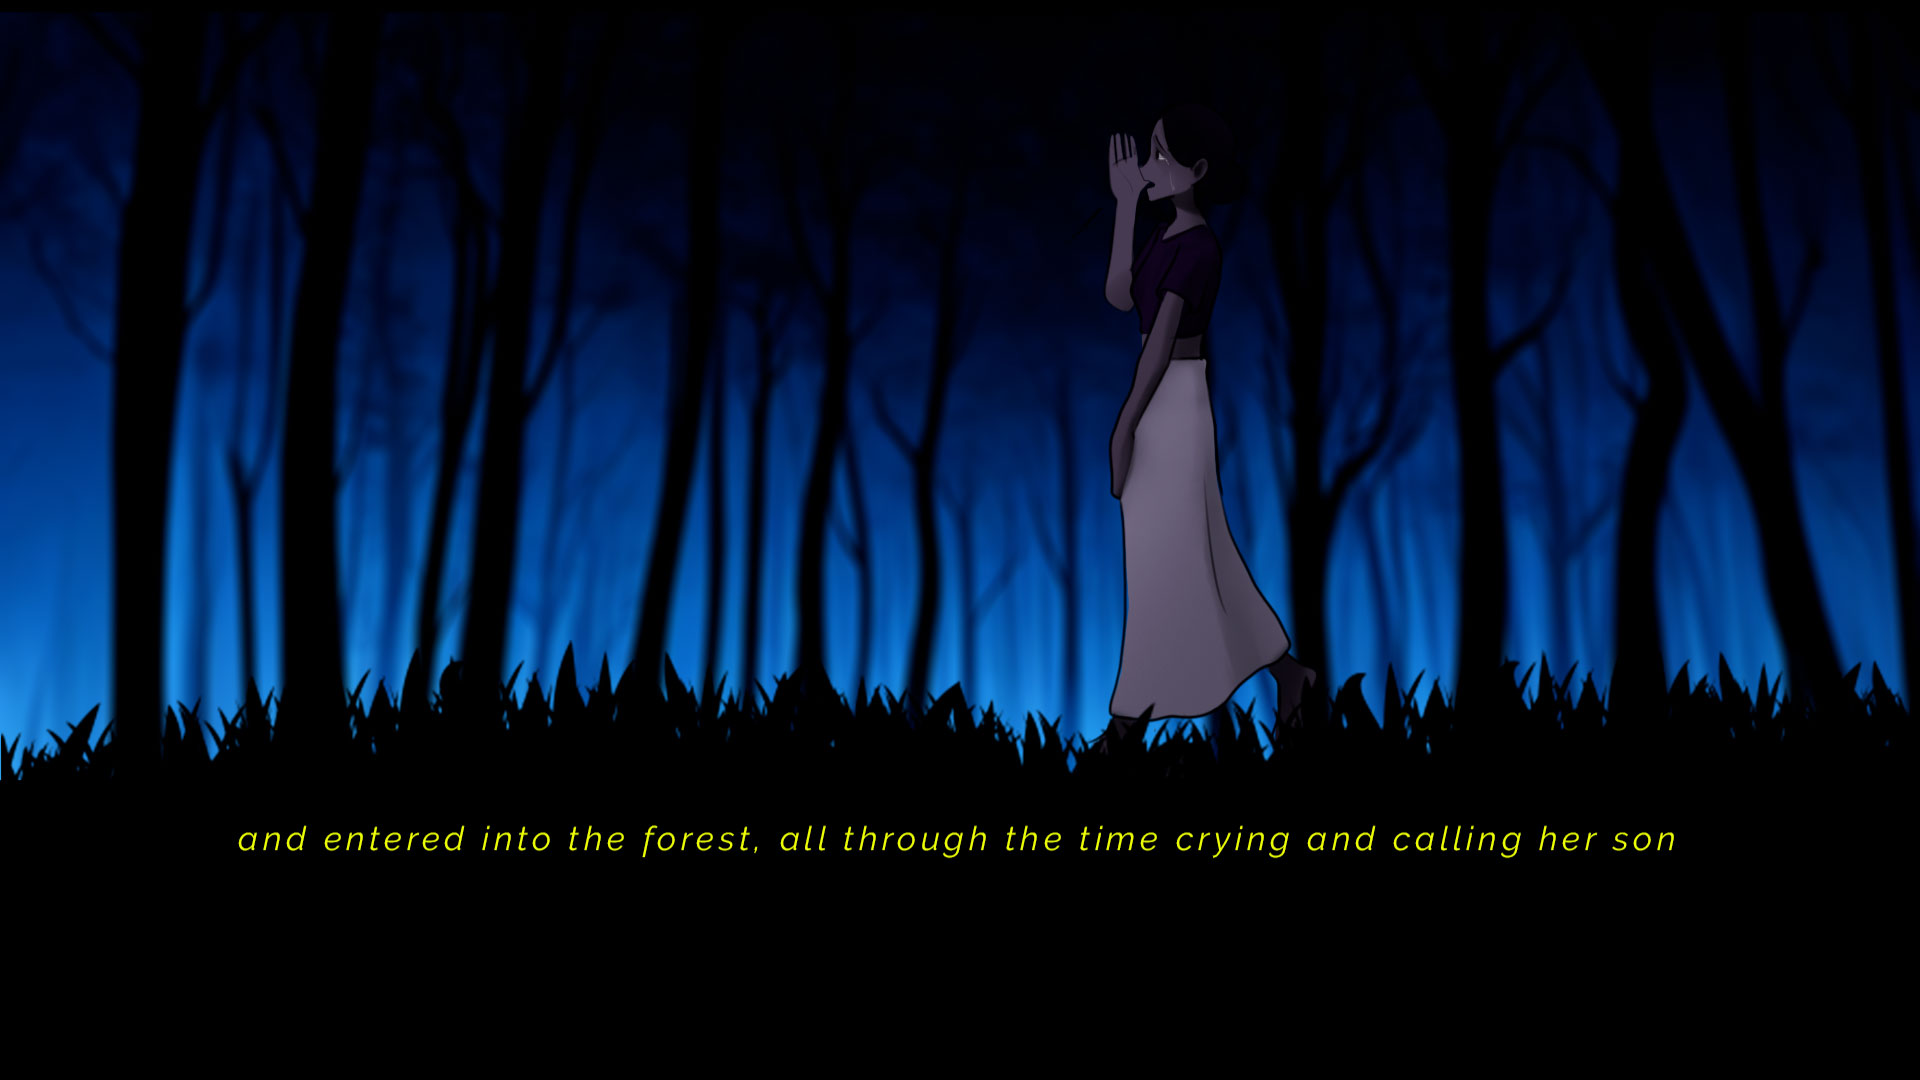 and entered into the forest, all through the time crying and calling her son